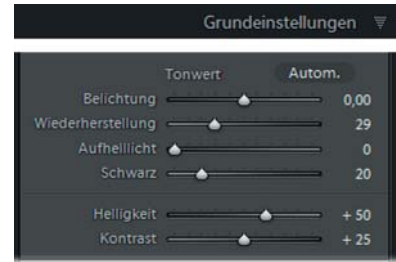 Grundeinstellungen
Tonwert Autom.
Belichtung 0,00
Wiederherstellung 29
Aufhelllicht 0
Schwarz 20
Helligkeit + 50
Kontrast + 25